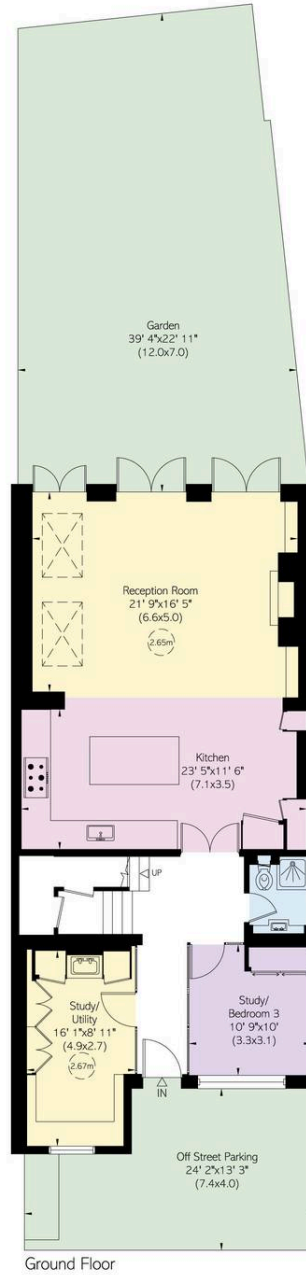 Garden
39' 4"x22' 11"
(12.0x7.0)
Reception Room
21' 9"x16' 5"
(6.6x5.0)
2.65m
Kitchen
23' 5"x11' 6"
(7.1x3.5)
UP
Study/
Utility
16' 1"x8' 11"
(4.9x2.7)
2.67m
Study/
Bedroom 3
10' 9"x10'
(3.3x3.1)
IN
Off Street Parking
24' 2"x13' 3"
(7.4x4.0)
Ground Floor